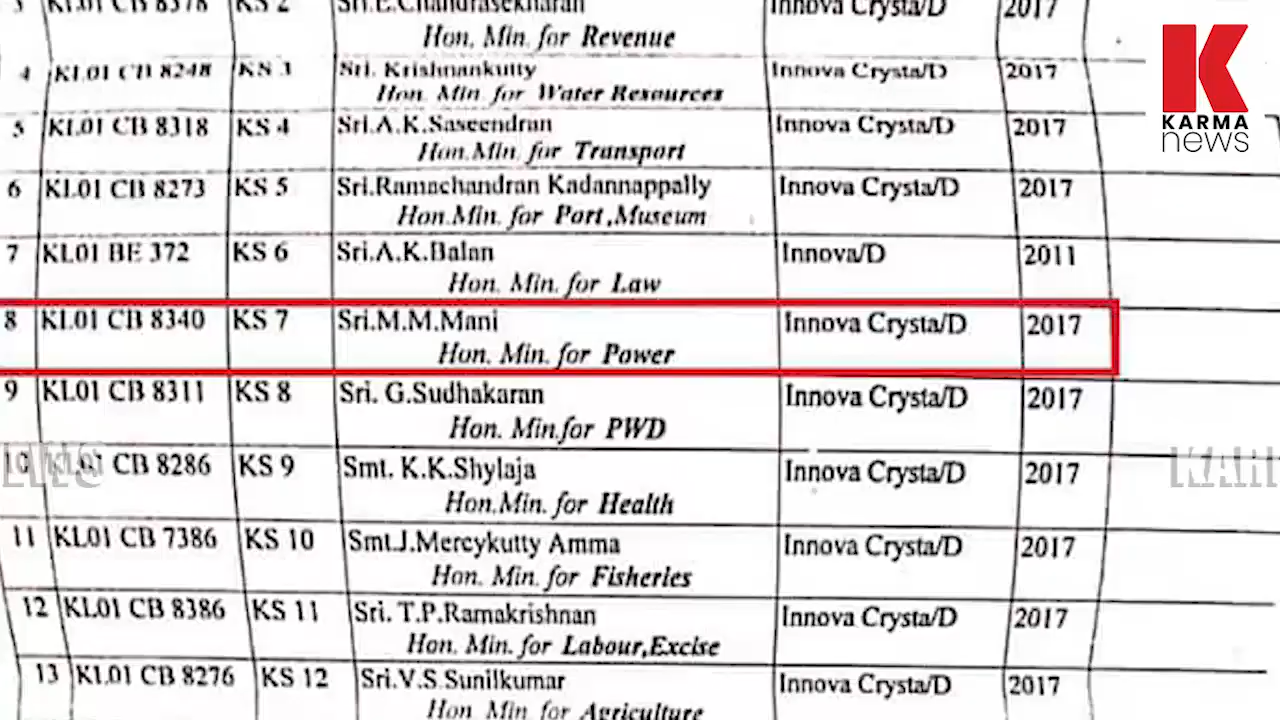 3 KL01 CB 8378 KS 2 Sri.E.Chandrasekharan Innova Crysta/D 2017
Hon. Min. for Revenue
4 KL01 CB 8248 KS 3 Sri. Krishnankutty Innova Crysta/D 2017
Hon. Min. for Water Resources
5 KL01 CB 8318 KS 4 Sri.A.K.Saseendran Innova Crysta/D 2017
Hon.Min. for Transport
6 KL01 CB 8273 KS 5 Sri.Ramachandran Kadannappally Innova Crysta/D 2017
Hon.Min. for Port,Museum
7 KL01 BE 372 KS 6 Sri.A.K.Balan Innova/D 2011
Hon. Min. for Law
8 KL01 CB 8340 KS 7 Sri.M.M.Mani Innova Crysta/D 2017
Hon. Min. for Power
9 KL01 CB 8311 KS 8 Sri. G.Sudhakaran Innova Crysta/D 2017
Hon. Min.for PWD
10 KL01 CB 8286 KS 9 Smt. K.K.Shylaja Innova Crysta/D 2017
Hon.Min. for Health
11 KL01 CB 7386 KS 10 Smt.J.Mercykutty Amma Innova Crysta/D 2017
Hon. Min. for Fisheries
12 KL01 CB 8386 KS 11 Sri. T.P.Ramakrishnan Innova Crysta/D 2017
Hon. Min. for Labour,Excise
13 KL01 CB 8276 KS 12 Sri.V.S.Sunilkumar Innova Crysta/D 2017
Hon. Min. for Agriculture
K
KARMA
news